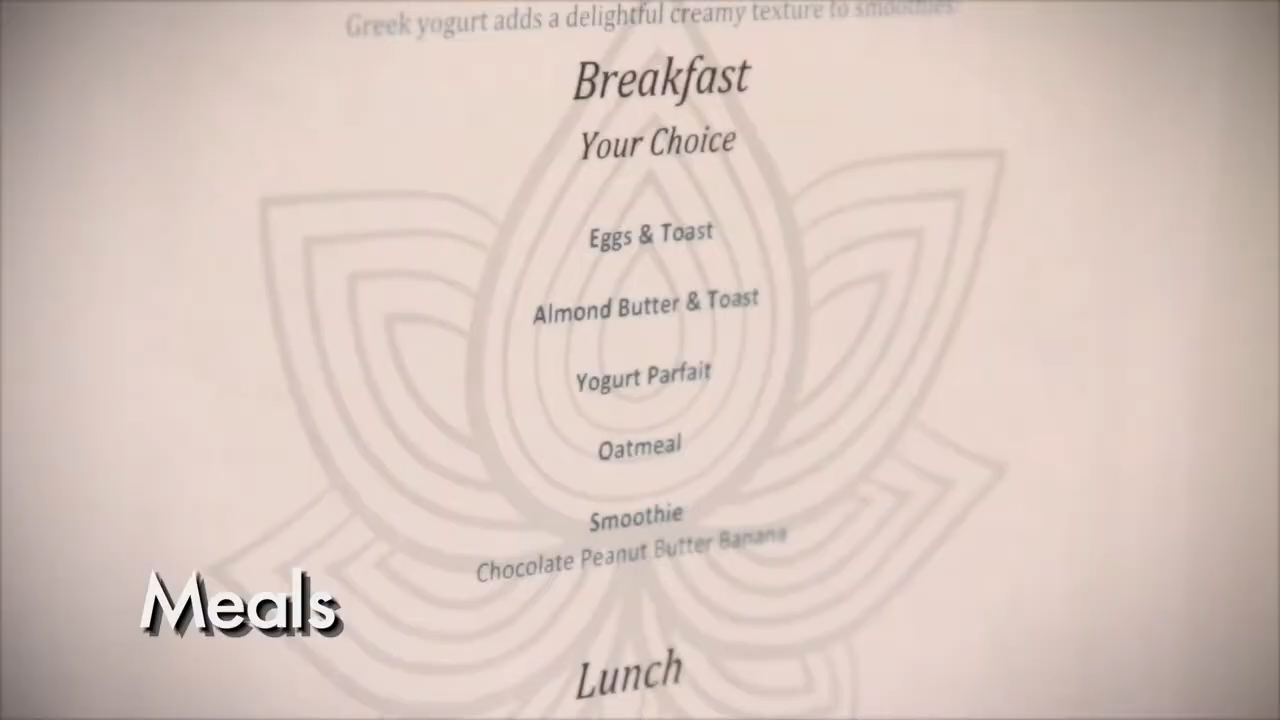 Greek yogurt adds a delightful creamy texture to smoothies.
Breakfast
Your Choice
Eggs & Toast
Almond Butter & Toast
Yogurt Parfait
Oatmeal
Smoothie
Chocolate Peanut Butter Banana
Meals
Lunch